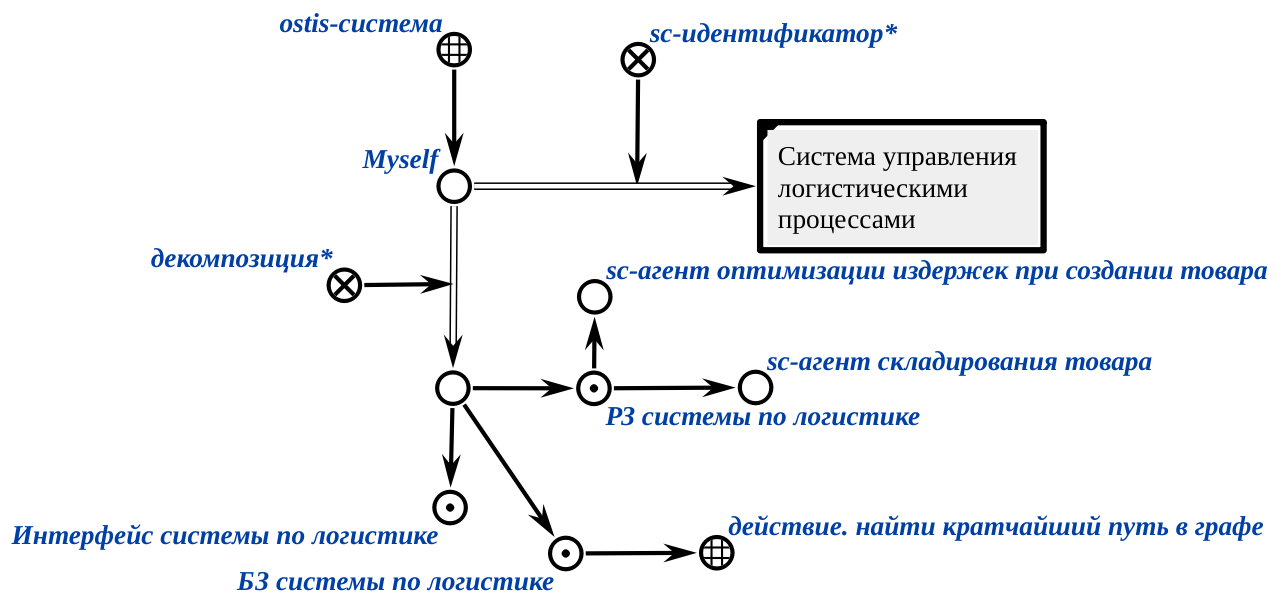 ostis-система
sc-идентификатор*
Myself
Система управления
логистическими
процессами
декомпозиция*
sc-агент оптимизации издержек при создании товара
sc-агент складирования товара
РЗ системы по логистике
Интерфейс системы по логистике
действие. найти кратчайший путь в графе
БЗ системы по логистике